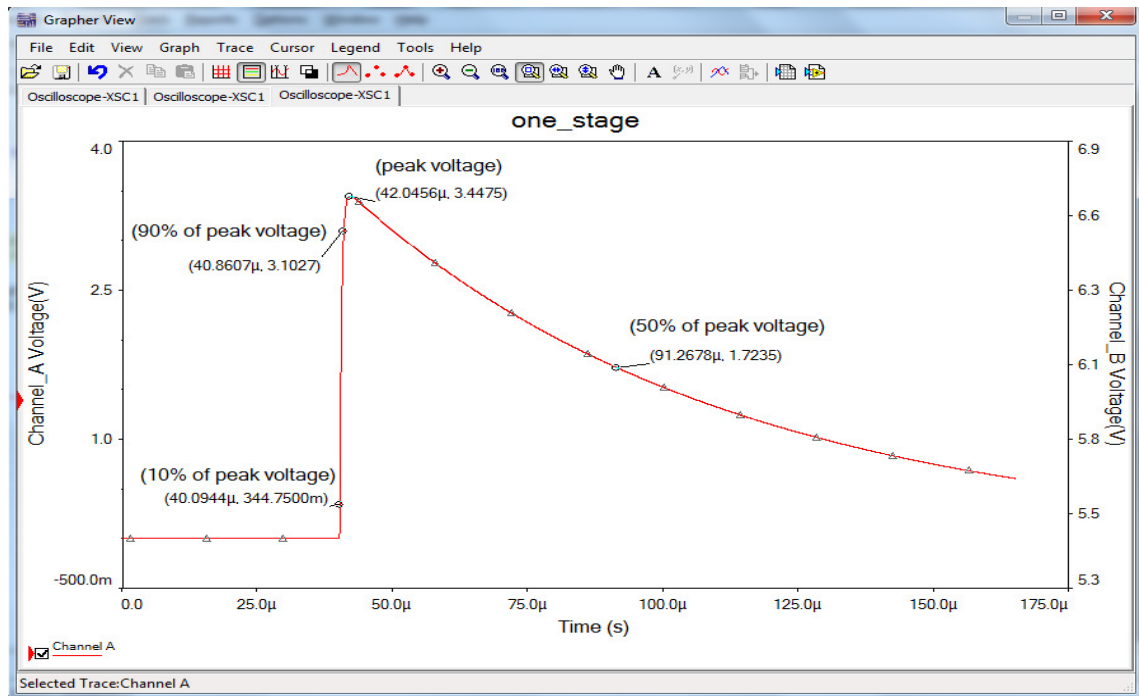 Grapher View
File Edit View Graph Trace Cursor Legend Tools Help
Oscilloscope-XSC1 Oscilloscope-XSC1 Oscilloscope-XSC1
one_stage
4.0
2.5
1.0
-500.0m
Channel_A Voltage(V)
(peak voltage)
(42.0456μ, 3.4475)
(90% of peak voltage)
(40.8607μ, 3.1027)
(50% of peak voltage)
(91.2678μ, 1.7235)
(10% of peak voltage)
(40.0944μ, 344.7500m)
6.9
6.6
6.3
6.1
5.8
5.5
5.3
Channel_B Voltage(V)
0.0 25.0μ 50.0μ 75.0μ 100.0μ 125.0μ 150.0μ 175.0μ
Time (s)
Channel A
Selected Trace:Channel A